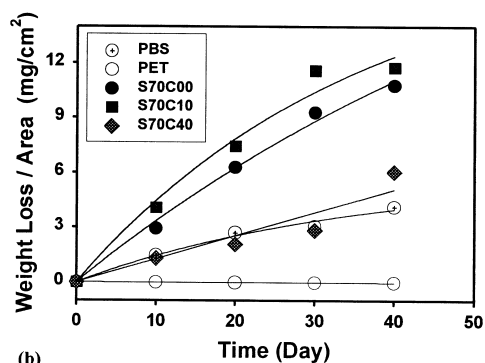 Weight Loss / Area (mg/cm²)
12
9
6
3
0
PBS
PET
S70C00
S70C10
S70C40
0 10 20 30 40 50
Time (Day)
(b)